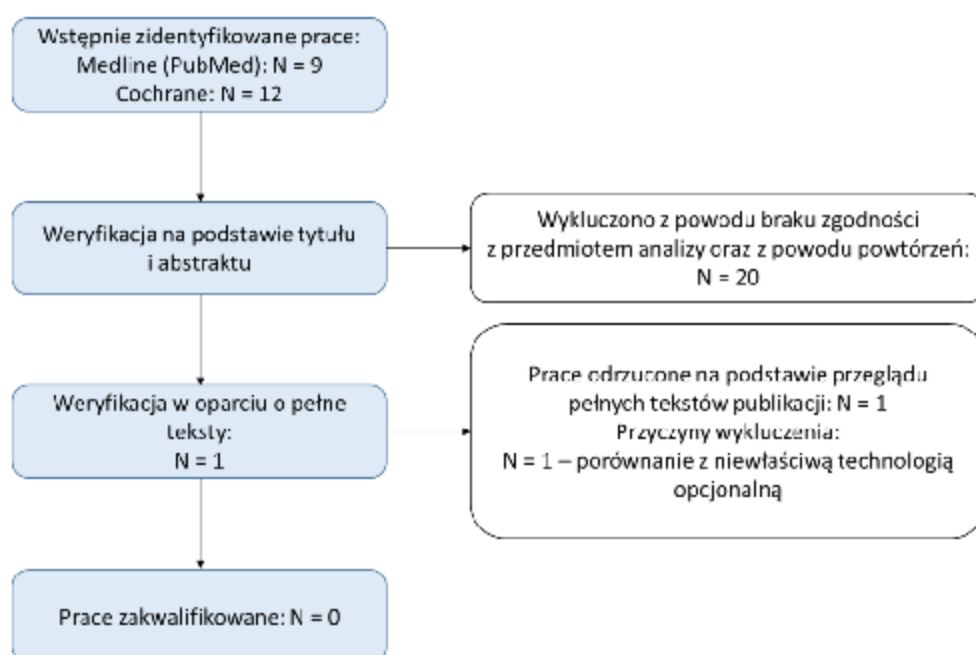 Wstępnie zidentyfikowane prace:
Medline (PubMed): N = 9
Cochrane: N = 12
Weryfikacja na podstawie tytułu
i abstraktu
Wykluczono z powodu braku zgodności
z przedmiotem analizy oraz z powodu powtórzeń:
N = 20
Weryfikacja w oparciu o pełne
teksty:
N = 1
Prace odrzucone na podstawie przeglądu
pełnych tekstów publikacji: N = 1
Przyczyny wykluczenia:
N = 1 – porównanie z niewłaściwą technologią
opcjonalną
Prace zakwalifikowane: N = 0